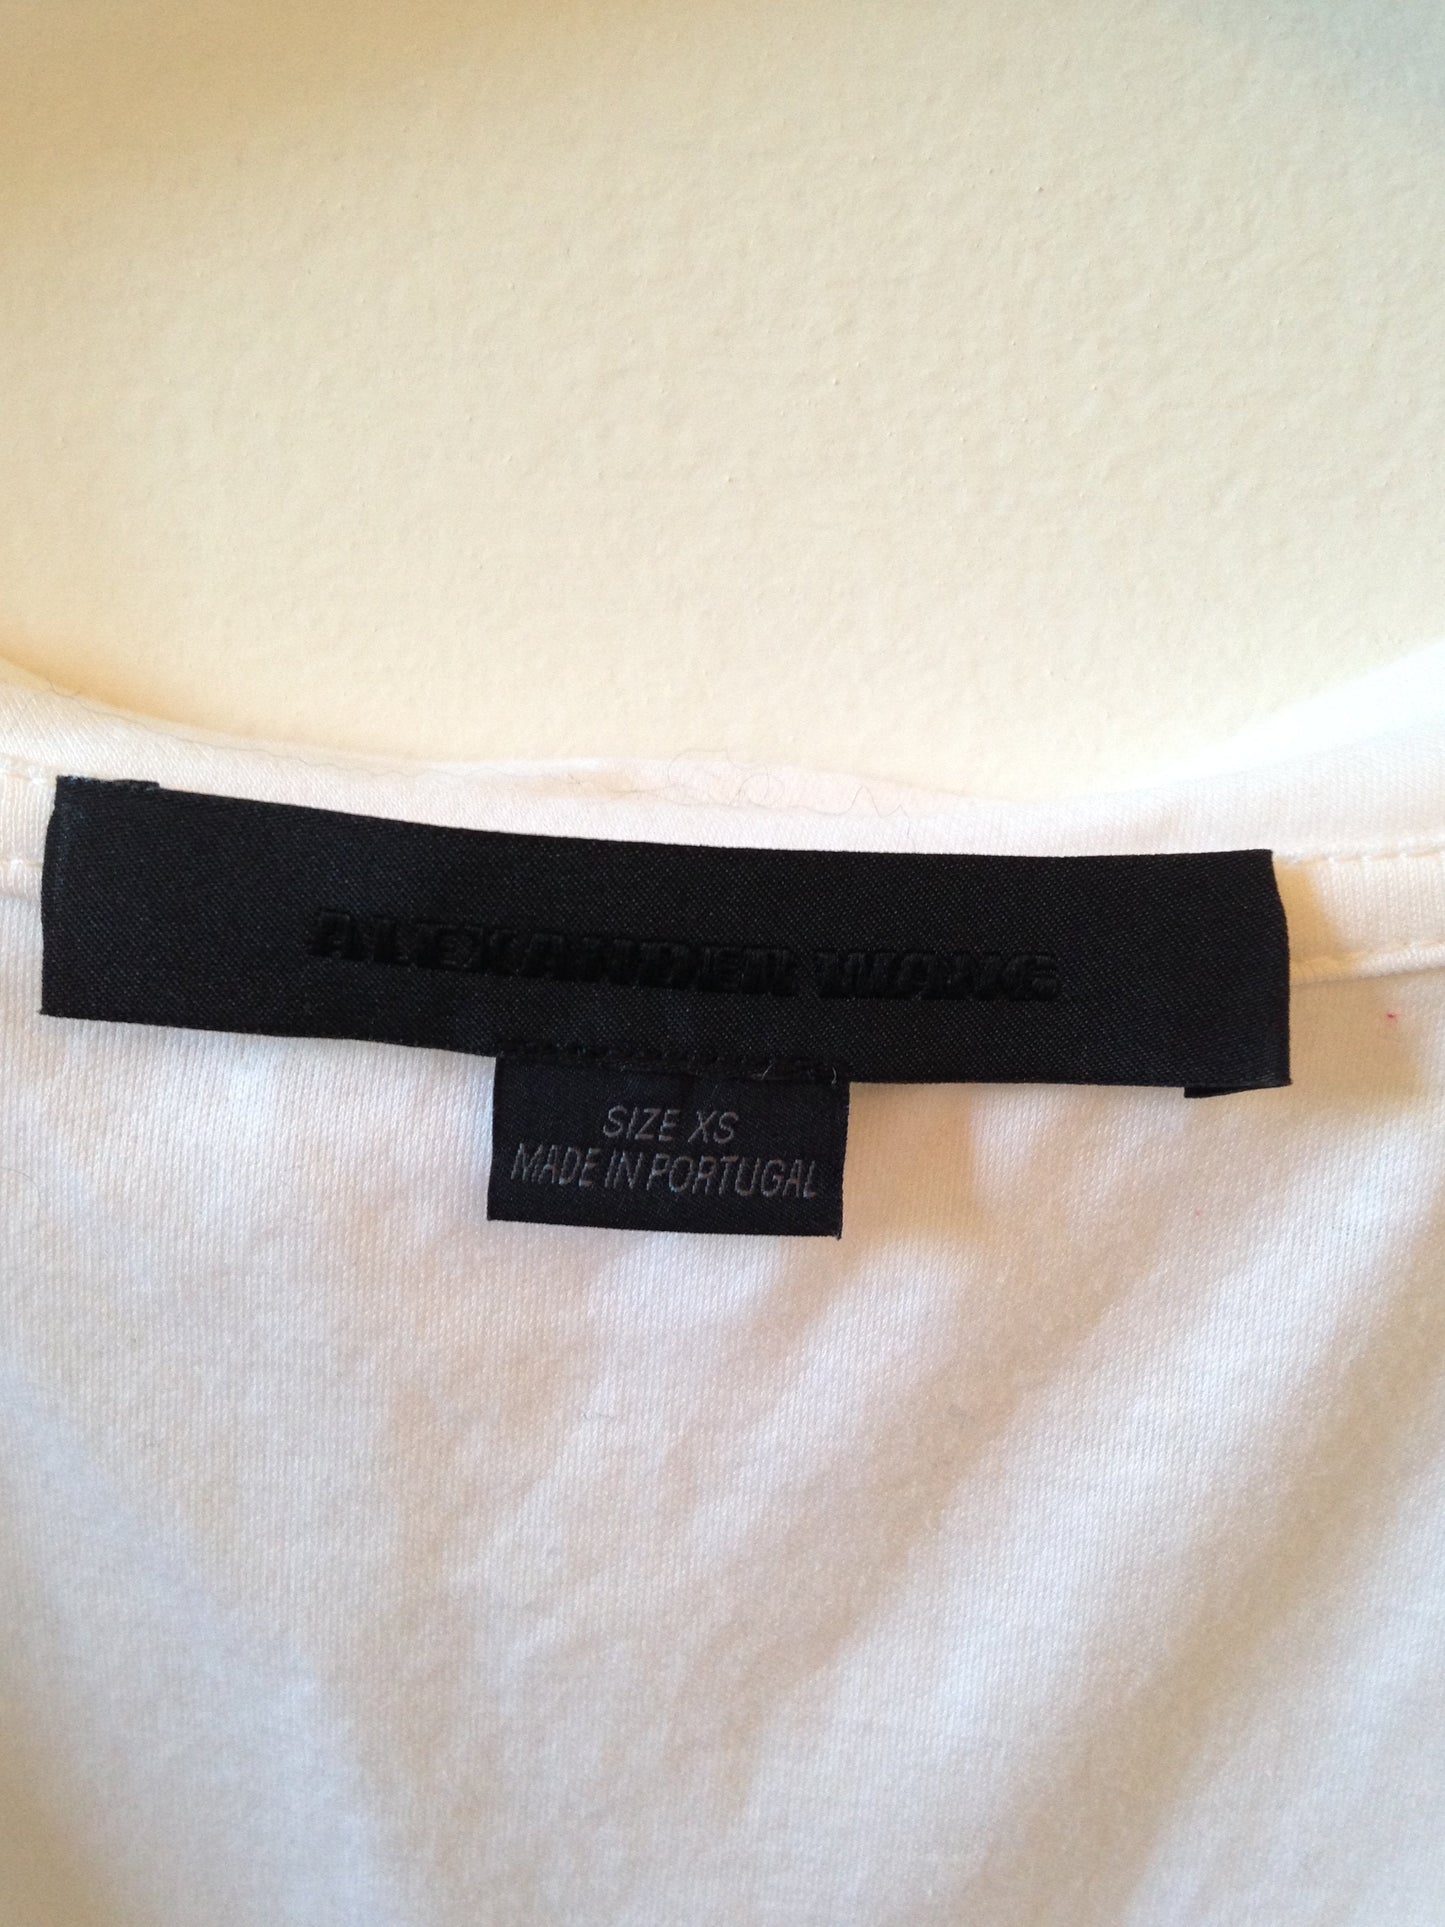 ALEXANDER WANG
SIZE XS
MADE IN PORTUGAL